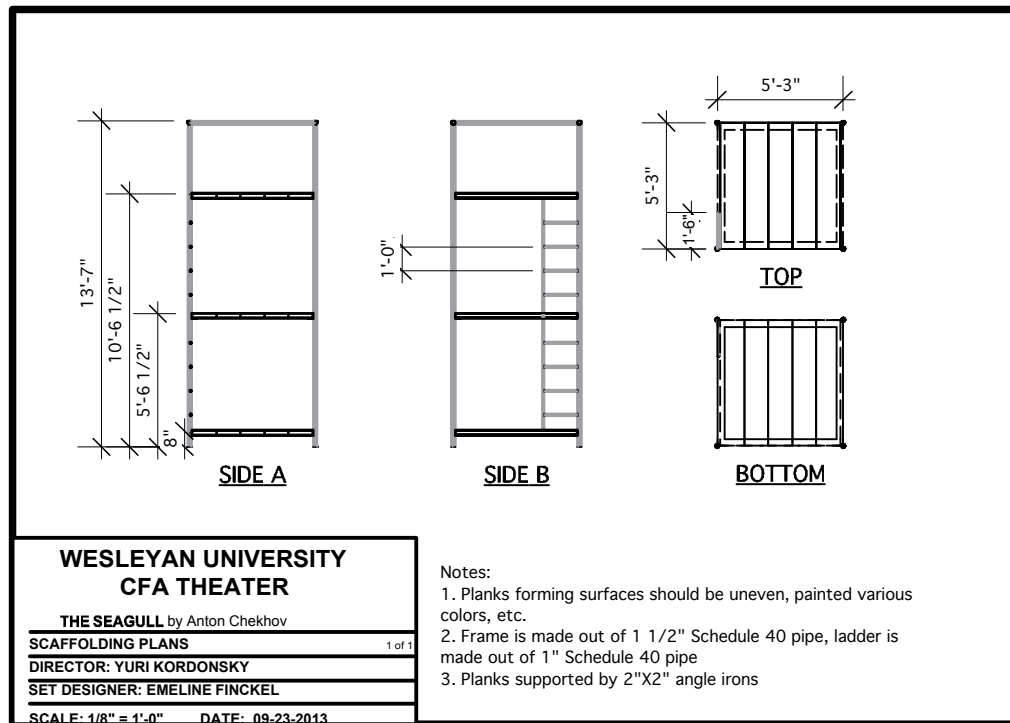 5'-3"
5'-3"
1'-6"
TOP
13'-7"
10'-6 1/2"
5'-6 1/2"
8"
1'-0"
SIDE A
SIDE B
BOTTOM
WESLEYAN UNIVERSITY
CFA THEATER
THE SEAGULL by Anton Chekhov
SCAFFOLDING PLANS 1 of 1
DIRECTOR: YURI KORDONSKY
SET DESIGNER: EMELINE FINCKEL
SCALE: 1/8" = 1'-0" DATE: 09-23-2013
Notes:
1. Planks forming surfaces should be uneven, painted various
colors, etc.
2. Frame is made out of 1 1/2" Schedule 40 pipe, ladder is
made out of 1" Schedule 40 pipe
3. Planks supported by 2"X2" angle irons